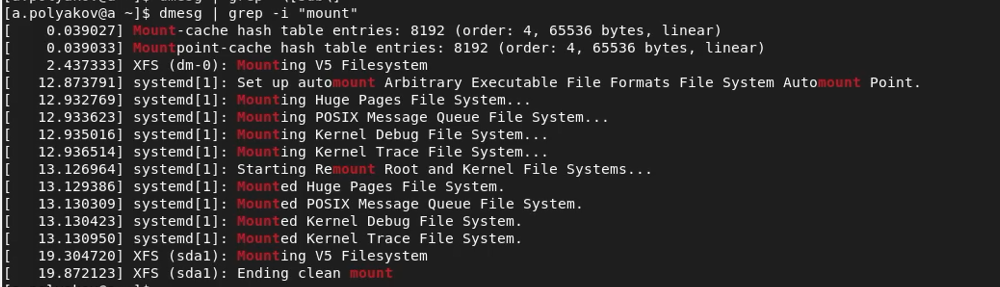 [a.polyakov@a ~]$ dmesg | grep -i "mount"
[    0.039027] Mount-cache hash table entries: 8192 (order: 4, 65536 bytes, linear)
[    0.039033] Mountpoint-cache hash table entries: 8192 (order: 4, 65536 bytes, linear)
[    2.437333] XFS (dm-0): Mounting V5 Filesystem
[   12.873791] systemd[1]: Set up automount Arbitrary Executable File Formats File System Automount Point.
[   12.932769] systemd[1]: Mounting Huge Pages File System...
[   12.933623] systemd[1]: Mounting POSIX Message Queue File System...
[   12.935016] systemd[1]: Mounting Kernel Debug File System...
[   12.936514] systemd[1]: Mounting Kernel Trace File System...
[   13.126964] systemd[1]: Starting Remount Root and Kernel File Systems...
[   13.129386] systemd[1]: Mounted Huge Pages File System.
[   13.130309] systemd[1]: Mounted POSIX Message Queue File System.
[   13.130423] systemd[1]: Mounted Kernel Debug File System.
[   13.130950] systemd[1]: Mounted Kernel Trace File System.
[   19.304720] XFS (sda1): Mounting V5 Filesystem
[   19.872123] XFS (sda1): Ending clean mount